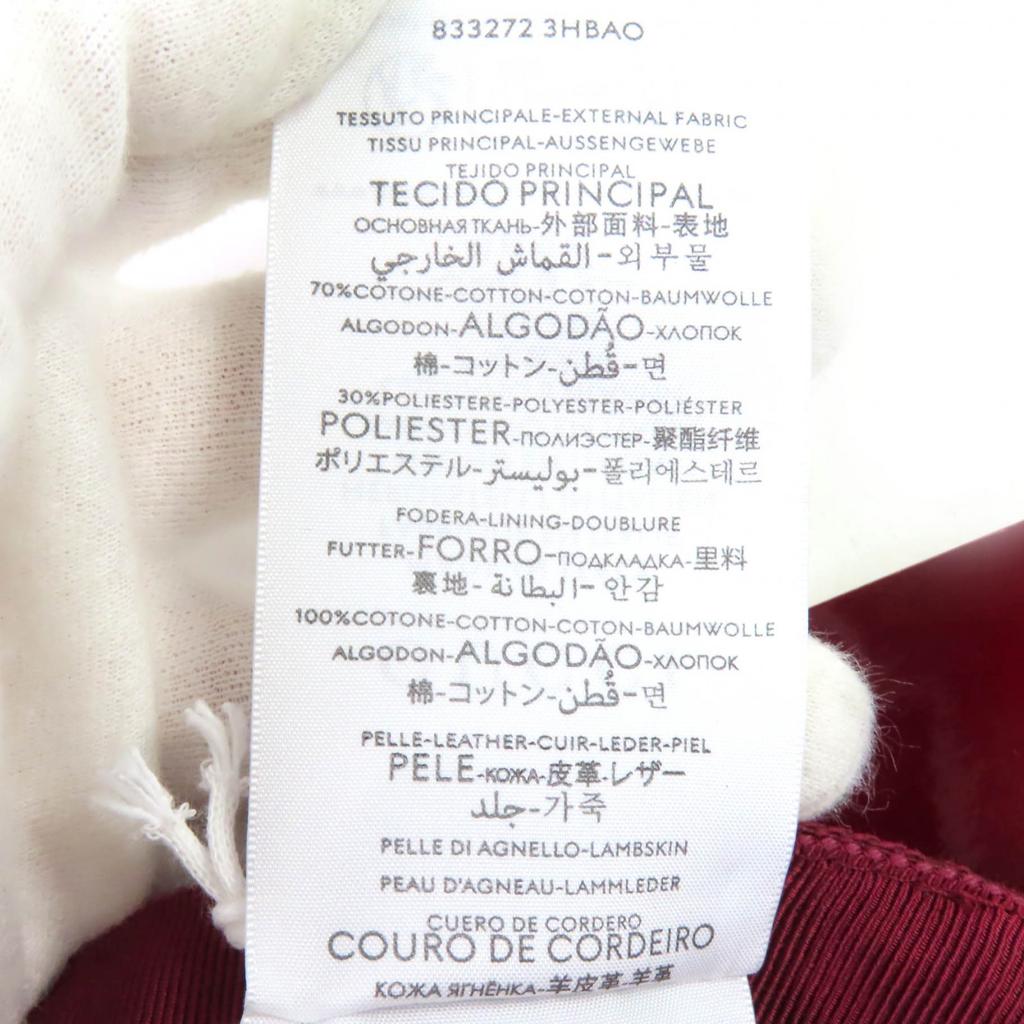 833272 3HBAO
TESSUTO PRINCIPALE-EXTERNAL FABRIC
TISSU PRINCIPAL-AUSSENGEWEBE
TEJIDO PRINCIPAL
TECIDO PRINCIPAL
ОСНОВНАЯ ТКАНЬ-外部面料-表地
القماش الخارجي-외부물
70%COTONE-COTTON-COTON-BAUMWOLLE
ALGODON-ALGODÃO-ХЛОПОК
棉-コットン-قُطن-면
30%POLIESTERE-POLYESTER-POLIÉSTER
POLIESTER-ПОЛИЭСТЕР-聚酯纤维
ポリエステル-بوليستر-폴리에스테르
FODERA-LINING-DOUBLURE
FUTTER-FORRO-ПОДКЛАДКА-里料
裏地-البطانة-안감
100%COTONE-COTTON-COTON-BAUMWOLLE
ALGODON-ALGODÃO-ХЛОПОК
棉-コットン-قُطن-면
PELLE-LEATHER-CUIR-LEDER-PIEL
PELE-КОЖА-皮革-レザー
جلد-가죽
PELLE DI AGNELLO-LAMBSKIN
PEAU D'AGNEAU-LAMMLEDER
CUERO DE CORDERO
COURO DE CORDEIRO
КОЖА ЯГНЁНКА-羊皮革-羊革